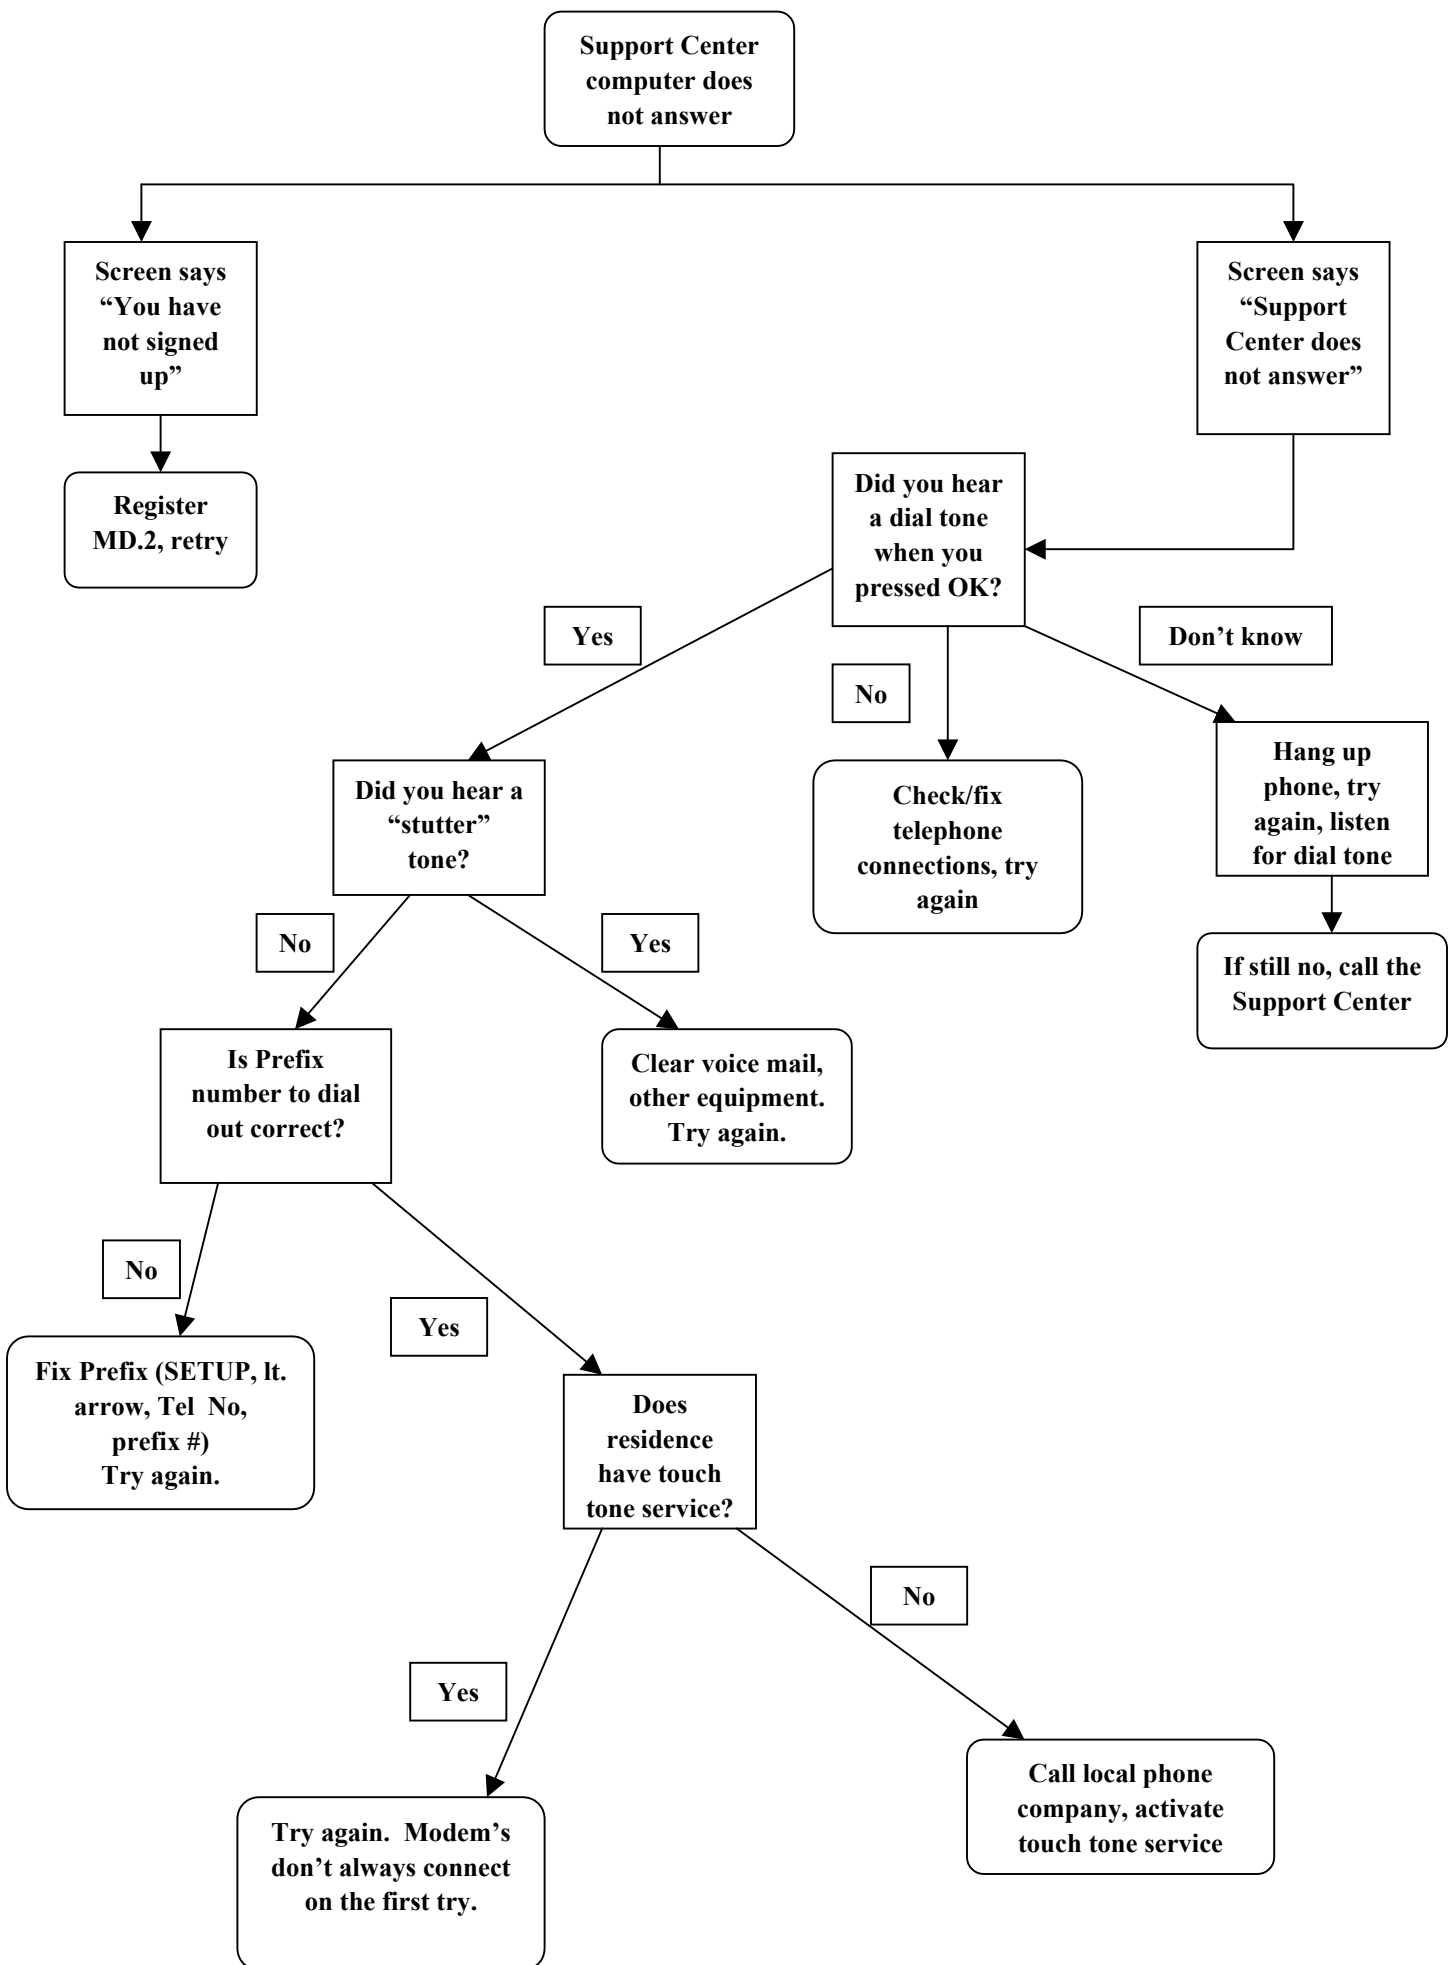 Support Center
computer does
not answer
Screen says
“You have
not signed
up”
Screen says
“Support
Center does
not answer”
Register
MD.2, retry
Did you hear
a dial tone
when you
pressed OK?
Yes
Don’t know
No
Did you hear a
“stutter”
tone?
Check/fix
telephone
connections, try
again
Hang up
phone, try
again, listen
for dial tone
No
Yes
If still no, call the
Support Center
Is Prefix
number to dial
out correct?
Clear voice mail,
other equipment.
Try again.
No
Yes
Fix Prefix (SETUP, lt.
arrow, Tel  No,
prefix #)
Try again.
Does
residence
have touch
tone service?
No
Yes
Call local phone
company, activate
touch tone service
Try again.  Modem’s
don’t always connect
on the first try.